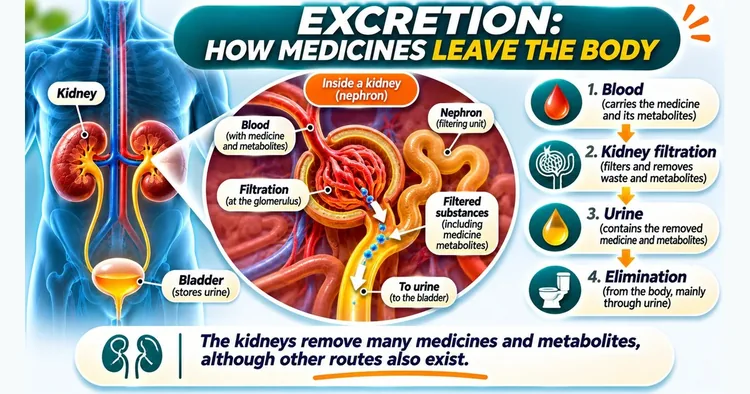 EXCRETION:
HOW MEDICINES LEAVE THE BODY
Kidney
Bladder
(stores urine)
Inside a kidney
(nephron)
Blood
(with medicine
and metabolites)
Nephron
(filtering unit)
Filtration
(at the glomerulus)
Filtered
substances
(including
medicine
metabolites)
To urine
(to the bladder)
1. Blood
(carries the medicine
and its metabolites)
2. Kidney filtration
(filters and removes
waste and metabolites)
3. Urine
(contains the removed
medicine and metabolites)
4. Elimination
(from the body, mainly
through urine)
The kidneys remove many medicines and metabolites,
although other routes also exist.